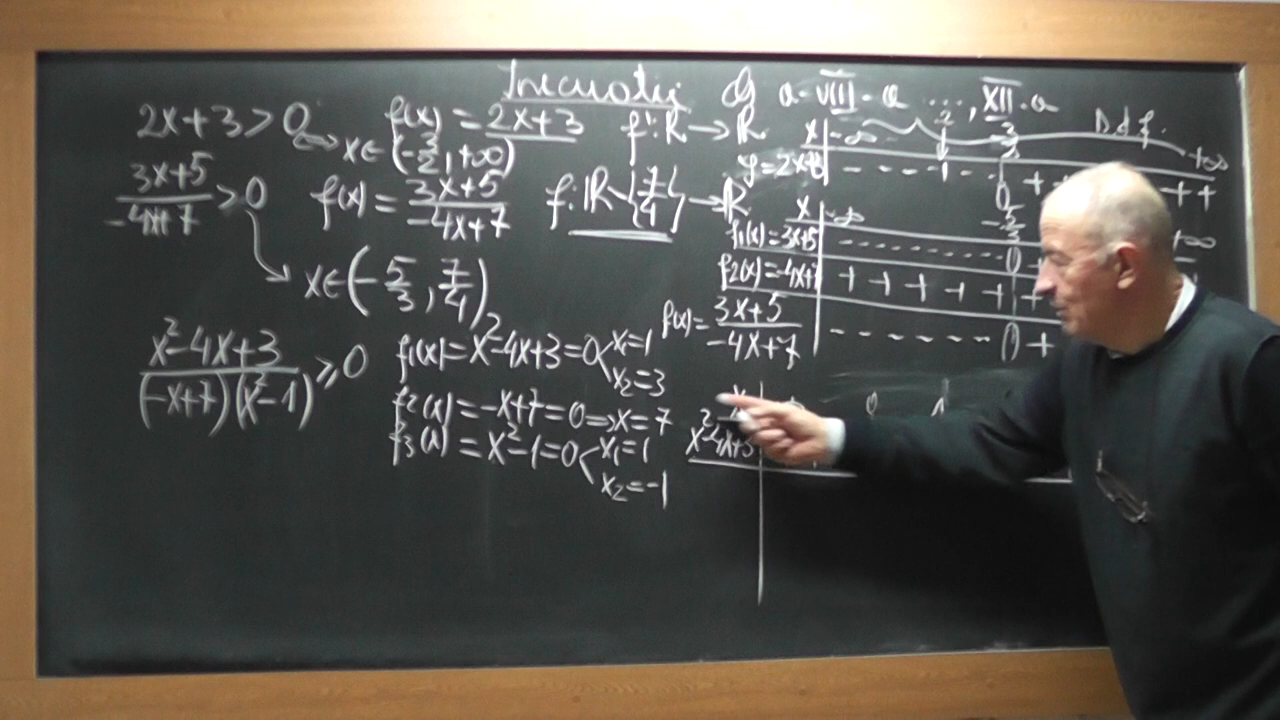 Inecuatii a - VIII - a ...., XII - a
2x+3>0 => x∈(-3/2, +∞)
f(x) = 2x+3 f: R → R
x | -∞ -3/2 +∞
y = 2x+3 | - - - - - - 0 + + +
(3x+5)/(-4x+7) > 0
f(x) = (3x+5)/(-4x+7) f: R-{7/4} → R
x ∈ (-5/3, 7/4)
x | -∞ -5/3 +∞
f1(x)=3x+5 | - - - - - - - - - 0 +
f2(x)=-4x+7 | + + + + + +
f(x) = (3x+5)/(-4x+7) | - - - - - - - 0 +
(x²-4x+3)/((-x+7)(x²-1)) ≥ 0
f1(x) = x²-4x+3=0 x1=1
x2=3
f2(x) = -x+7=0 => x=7
f3(x) = x²-1=0 x1=1
x2=-1
x²-4x+3